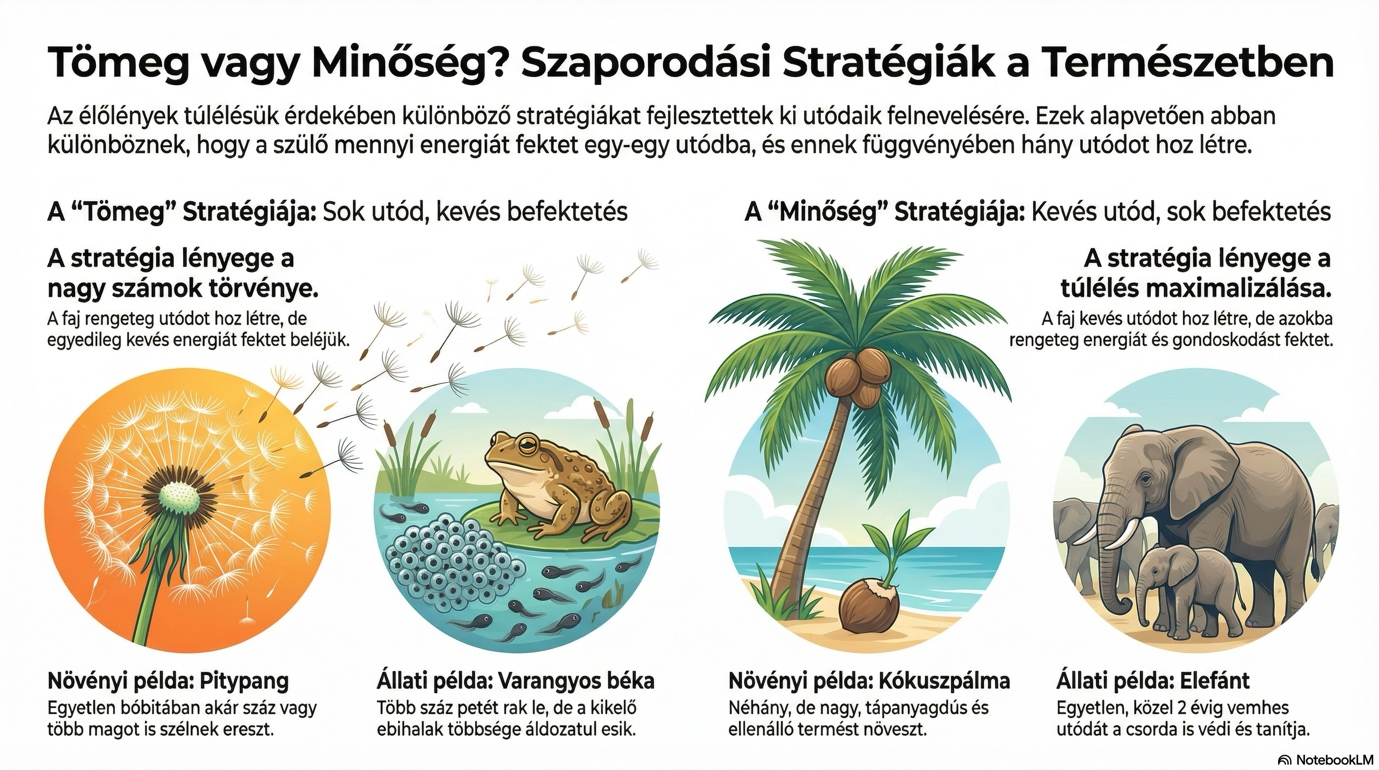 Tömeg vagy Minőség? Szaporodási Stratégiák a Természetben
Az élőlények túlélésük érdekében különböző stratégiákat fejlesztettek ki utódaik felnevelésére. Ezek alapvetően abban
különböznek, hogy a szülő mennyi energiát fektet egy-egy utódba, és ennek függvényében hány utódot hoz létre.
A “Tömeg” Stratégiája: Sok utód, kevés befektetés
A stratégia lényege a
nagy számok törvénye.
A faj rengeteg utódot hoz létre, de
egyedileg kevés energiát fektet beléjük.
Növényi példa: Pitypang
Egyetlen bóbitában akár száz vagy
több magot is szélnek ereszt.
Állati példa: Varangyos béka
Több száz petét rak le, de a kikelő
ebihalak többsége áldozatul esik.
A “Minőség” Stratégiája: Kevés utód, sok befektetés
A stratégia lényege a
túlélés maximalizálása.
A faj kevés utódot hoz létre, de azokba
rengeteg energiát és gondoskodást fektet.
Növényi példa: Kókuszpálma
Néhány, de nagy, tápanyagdús és
ellenálló termést növeszt.
Állati példa: Elefánt
Egyetlen, közel 2 évig vemhes
utódát a csorda is védi és tanítja.
NotebookLM